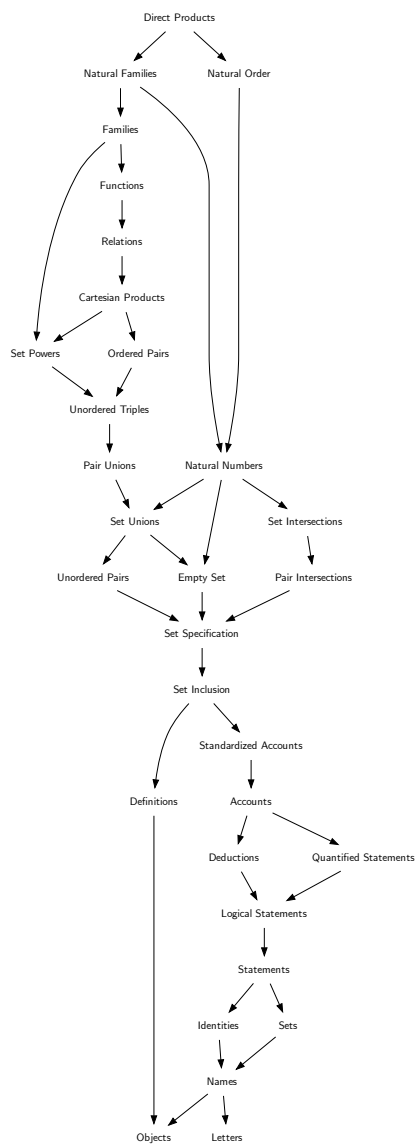 Direct Products
Natural Families
Natural Order
Families
Functions
Relations
Cartesian Products
Set Powers
Ordered Pairs
Unordered Triples
Pair Unions
Natural Numbers
Set Unions
Set Intersections
Unordered Pairs
Empty Set
Pair Intersections
Set Specification
Set Inclusion
Standardized Accounts
Definitions
Accounts
Deductions
Quantified Statements
Logical Statements
Statements
Identities
Sets
Names
Objects
Letters